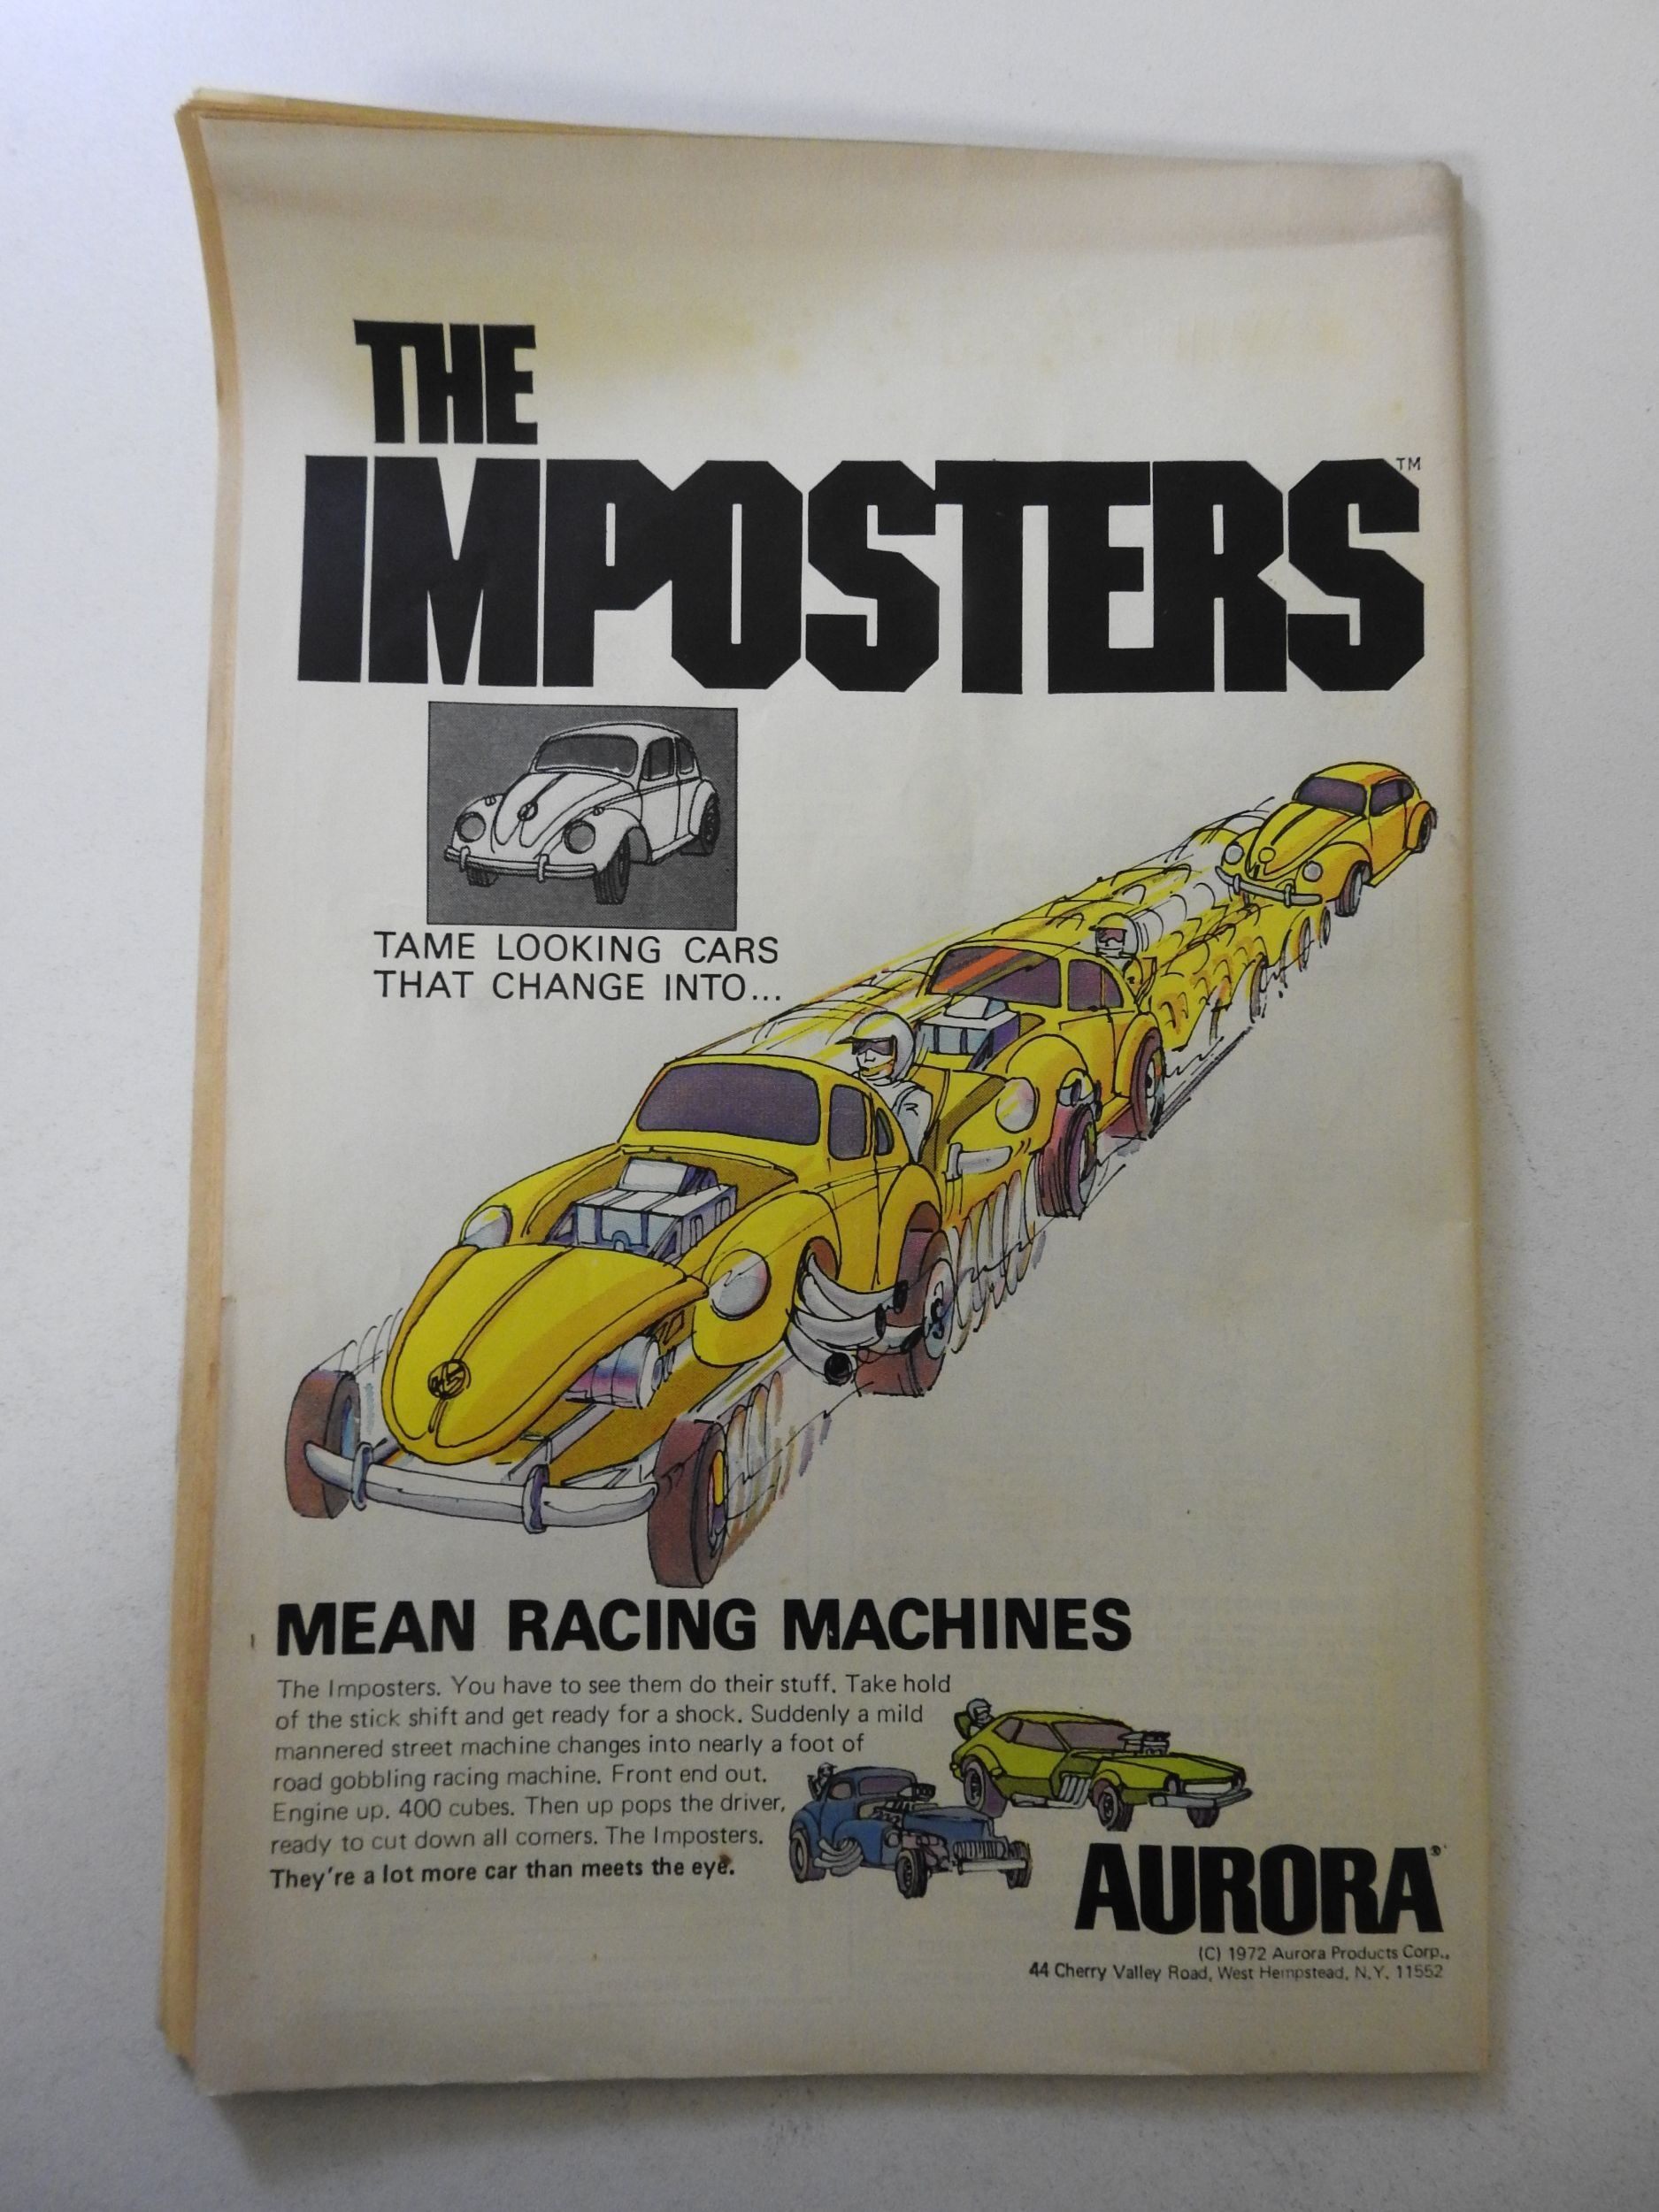 THE
IMPOSTERS™
TAME LOOKING CARS
THAT CHANGE INTO...
MEAN RACING MACHINES
The Imposters. You have to see them do their stuff. Take hold
of the stick shift and get ready for a shock. Suddenly a mild
mannered street machine changes into nearly a foot of
road gobbling racing machine. Front end out.
Engine up. 400 cubes. Then up pops the driver,
ready to cut down all comers. The Imposters.
They're a lot more car than meets the eye.
AURORA®
(C) 1972 Aurora Products Corp.,
44 Cherry Valley Road, West Hempstead, N.Y. 11552